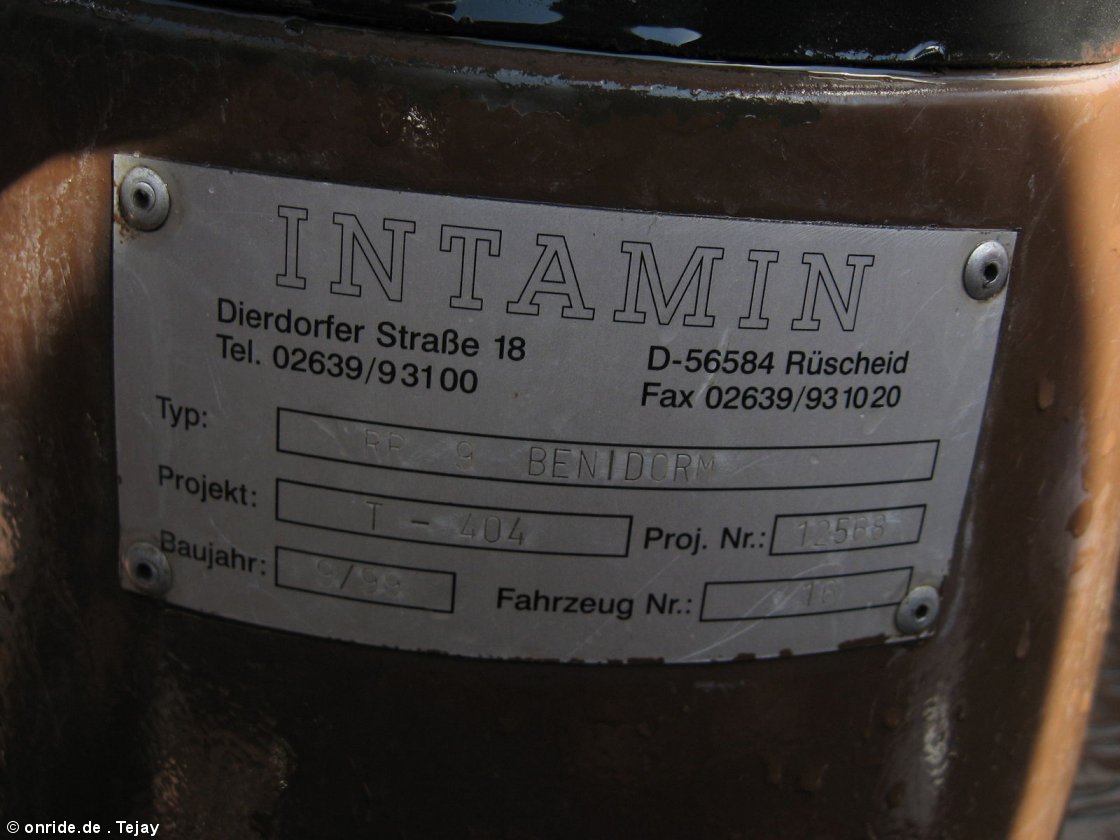 INTAMIN
Dierdorfer Straße 18 D-56584 Rüscheid
Tel. 02639/93100 Fax 02639/931020
Typ: RR 9 BENIDORM
Projekt: T - 404 Proj. Nr.: 12568
Baujahr: 9/99 Fahrzeug Nr.: 16
© onride.de . Tejay